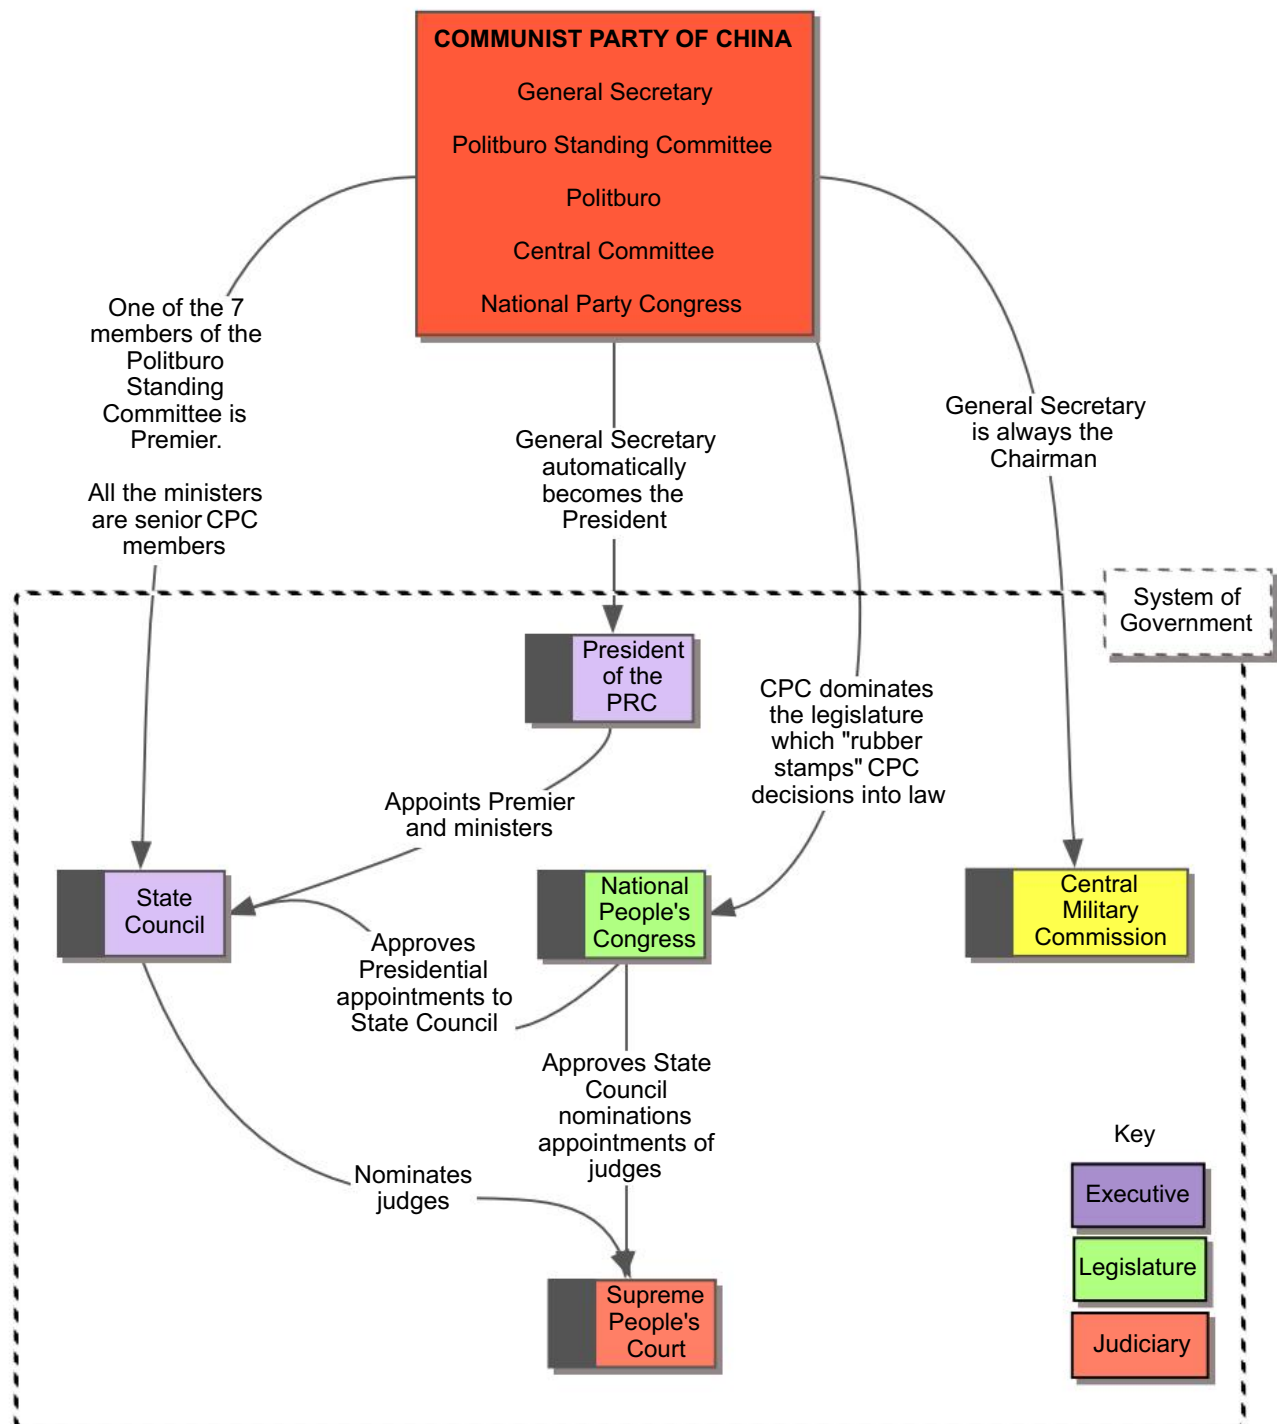 COMMUNIST PARTY OF CHINA
General Secretary
Politburo Standing Committee
Politburo
Central Committee
National Party Congress
One of the 7
members of the
Politburo
Standing
Committee is
Premier.
All the ministers
are senior CPC
members
General Secretary
automatically
becomes the
President
General Secretary
is always the
Chairman
System of
Government
President
of the
PRC
CPC dominates
the legislature
which "rubber
stamps" CPC
decisions into law
Appoints Premier
and ministers
State
Council
National
People's
Congress
Central
Military
Commission
Approves
Presidential
appointments to
State Council
Approves State
Council
nominations
appointments of
judges
Nominates
judges
Supreme
People's
Court
Key
Executive
Legislature
Judiciary